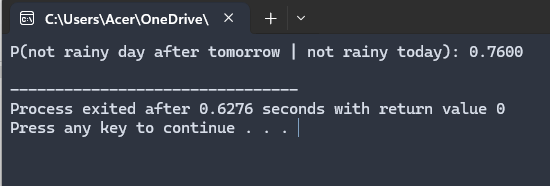 C:\Users\Acer\OneDrive\
P(not rainy day after tomorrow | not rainy today): 0.7600
--------------------------------
Process exited after 0.6276 seconds with return value 0
Press any key to continue . . .